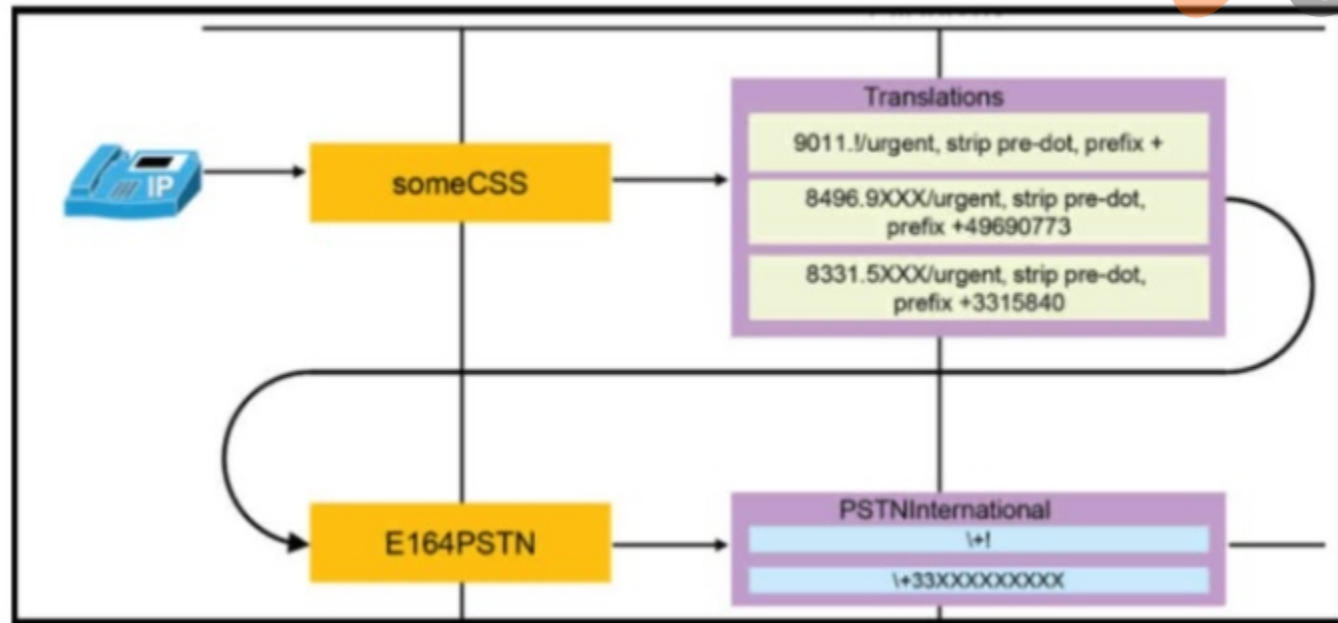 Translations
9011.!/urgent, strip pre-dot, prefix +
IP
someCSS
8496.9XXX/urgent, strip pre-dot,
prefix +49690773
8331.5XXX/urgent, strip pre-dot,
prefix +3315840
E164PSTN
PSTNInternational
\+!
\+33XXXXXXXXX